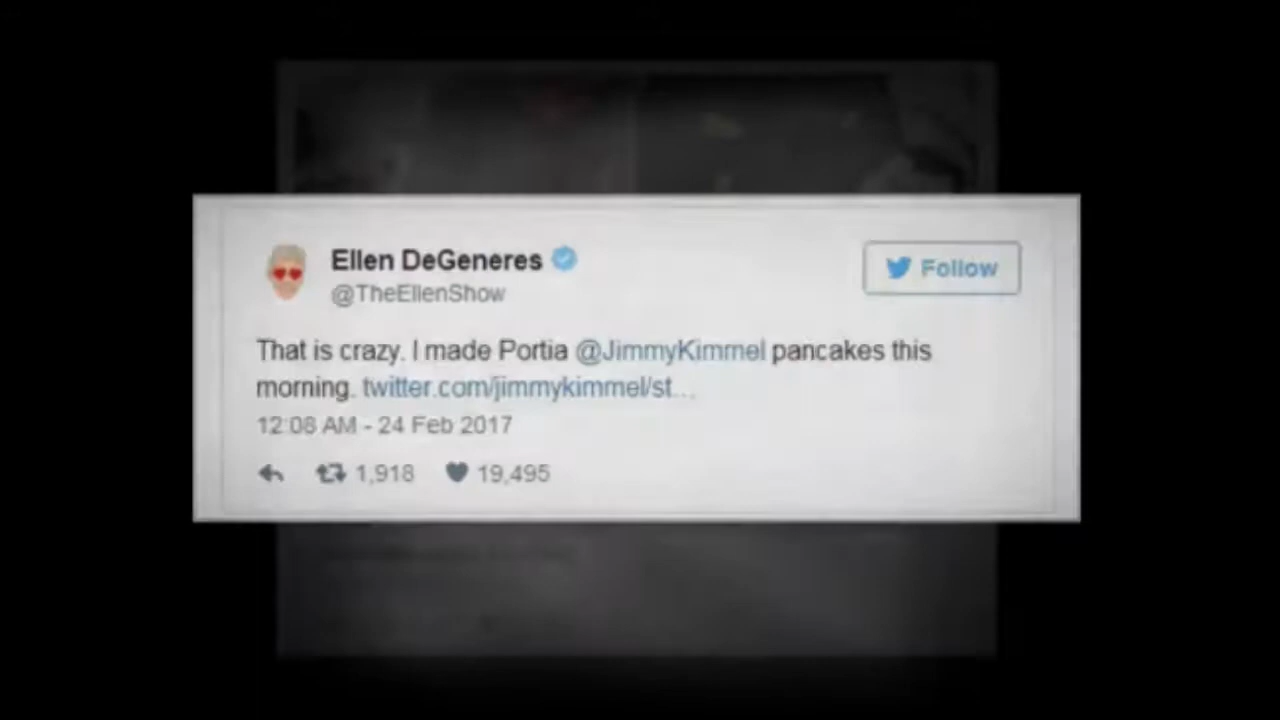 Ellen DeGeneres
@TheEllenShow
Follow
That is crazy. I made Portia @JimmyKimmel pancakes this
morning. twitter.com/jimmykimmel/st…
12:08 AM - 24 Feb 2017
1,918 19,495